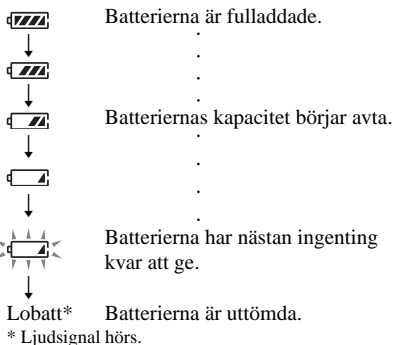 Batterierna är fulladdade.
Batteriernas kapacitet börjar avta.
Batterierna har nästan ingenting
kvar att ge.
Lobatt* Batterierna är uttömda.
* Ljudsignal hörs.